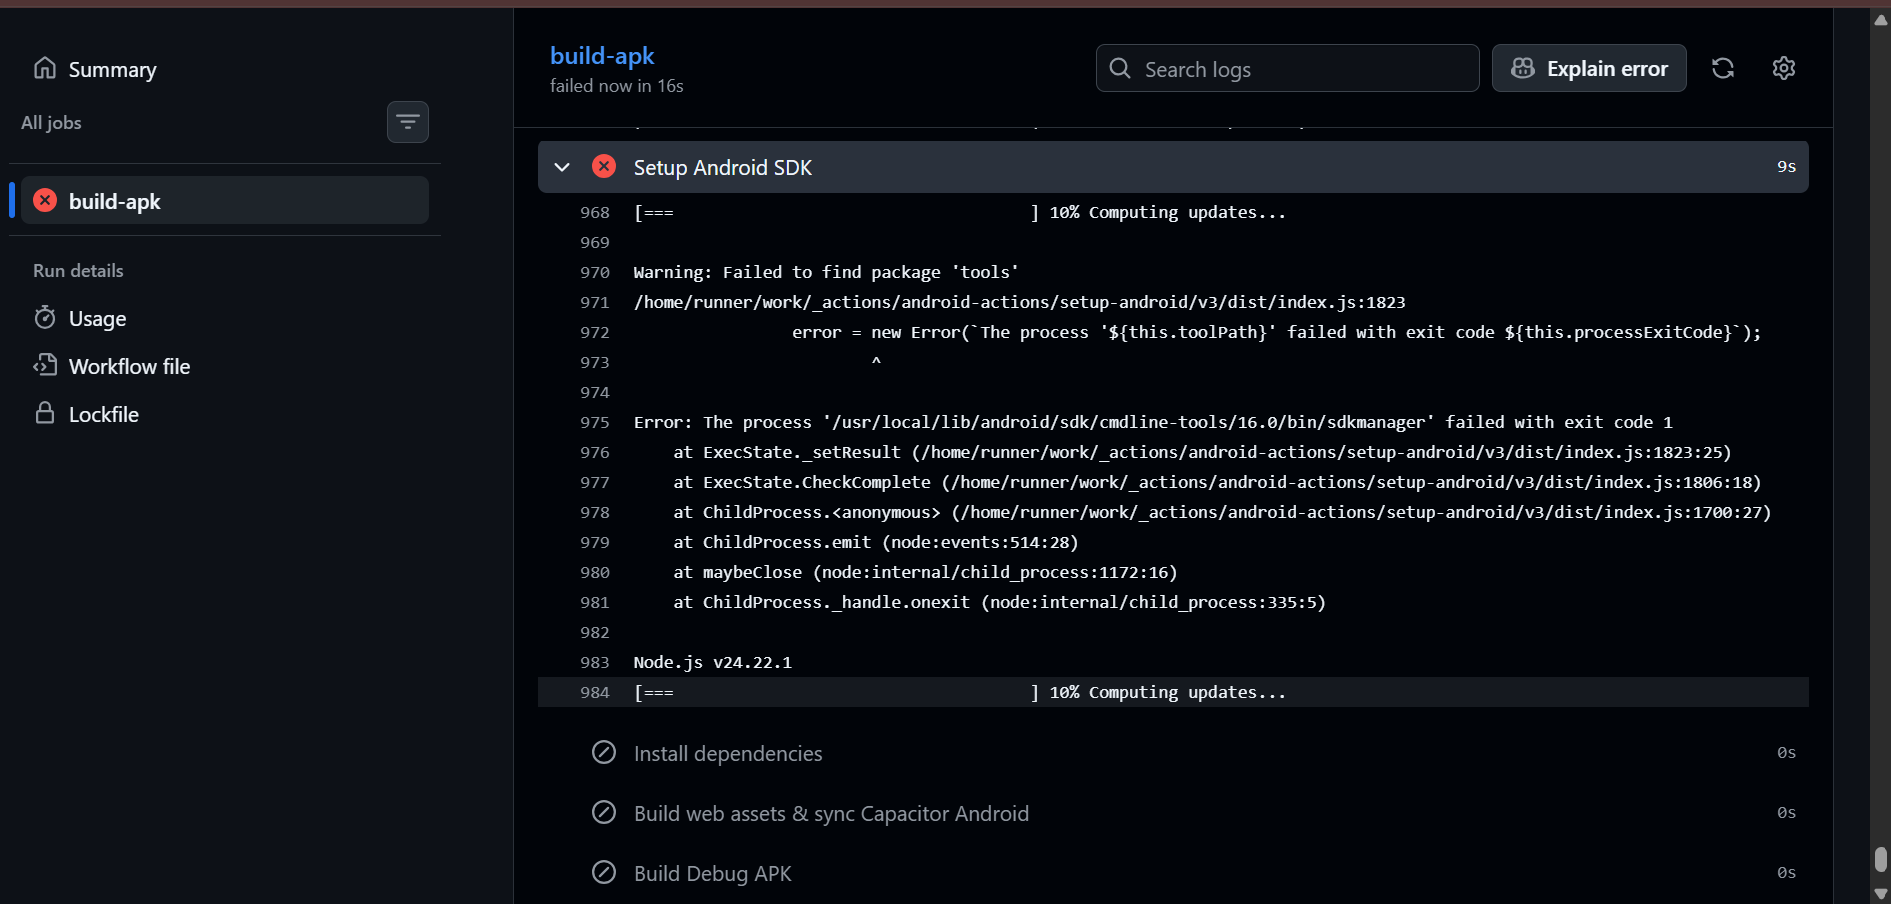 Summary
All jobs
build-apk
Run details
Usage
Workflow file
Lockfile
build-apk
failed now in 16s
Search logs
Explain error
Setup Android SDK
9s
968 [=== ] 10% Computing updates...
969
970 Warning: Failed to find package 'tools'
971 /home/runner/work/_actions/android-actions/setup-android/v3/dist/index.js:1823
972 error = new Error(`The process '${this.toolPath}' failed with exit code ${this.processExitCode}`);
973 ^
974
975 Error: The process '/usr/local/lib/android/sdk/cmdline-tools/16.0/bin/sdkmanager' failed with exit code 1
976 at ExecState._setResult (/home/runner/work/_actions/android-actions/setup-android/v3/dist/index.js:1823:25)
977 at ExecState.CheckComplete (/home/runner/work/_actions/android-actions/setup-android/v3/dist/index.js:1806:18)
978 at ChildProcess.<anonymous> (/home/runner/work/_actions/android-actions/setup-android/v3/dist/index.js:1700:27)
979 at ChildProcess.emit (node:events:514:28)
980 at maybeClose (node:internal/child_process:1172:16)
981 at ChildProcess._handle.onexit (node:internal/child_process:335:5)
982
983 Node.js v24.22.1
984 [=== ] 10% Computing updates...
Install dependencies
0s
Build web assets & sync Capacitor Android
0s
Build Debug APK
0s